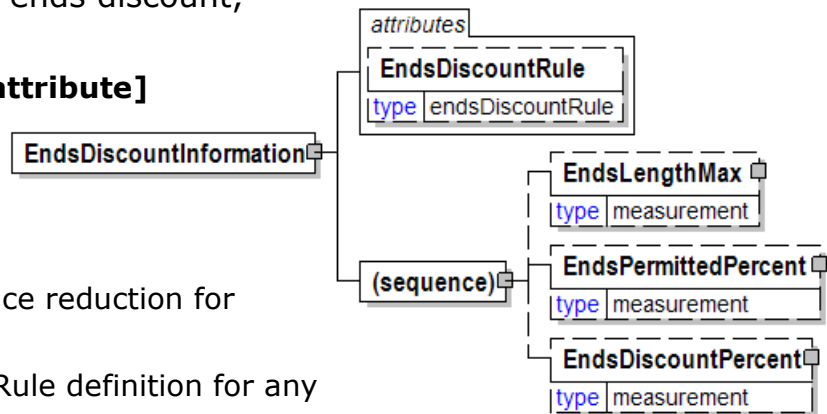 ends discount,
attribute]
ce reduction for
Rule definition for any
attributes
EndsDiscountRule
type endsDiscountRule
EndsDiscountInformation
(sequence)
EndsLengthMax
type measurement
EndsPermittedPercent
type measurement
EndsDiscountPercent
type measurement